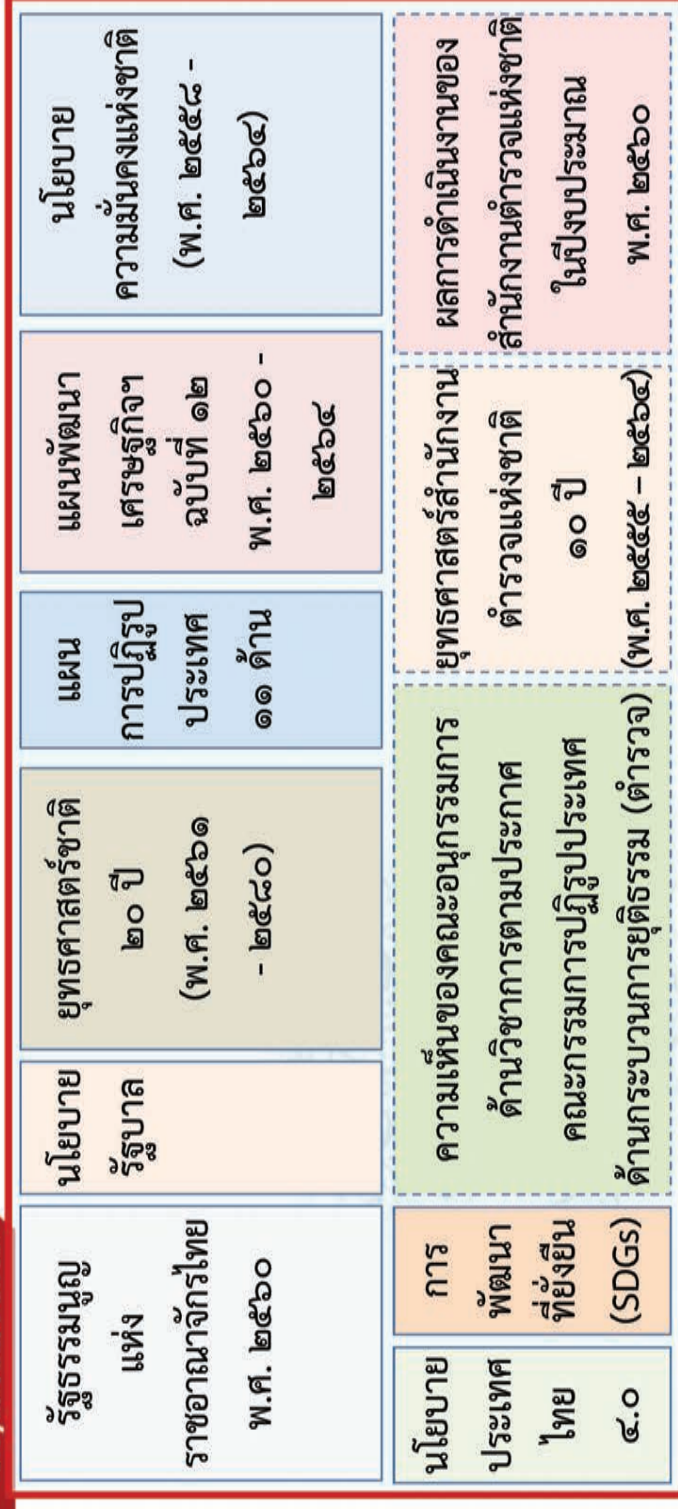 รัฐธรรมนูญ
แห่ง
ราชอาณาจักรไทย
พ.ศ. ๒๕๖๐
นโยบาย
รัฐบาล
ยุทธศาสตร์ชาติ
๒๐ ปี
(พ.ศ. ๒๕๖๑
- ๒๕๘๐)
แผน
การปฏิรูป
ประเทศ
๑๑ ด้าน
แผนพัฒนา
เศรษฐกิจฯ
ฉบับที่ ๑๒
พ.ศ. ๒๕๖๐ -
๒๕๖๔
นโยบาย
ความมั่นคงแห่งชาติ
(พ.ศ. ๒๕๕๘ -
๒๕๖๔)
นโยบาย
ประเทศ
ไทย
๔.๐
การ
พัฒนา
ที่ยั่งยืน
(SDGs)
ความเห็นของคณะอนุกรรมการ
ด้านวิชาการตามประกาศ
คณะกรรมการปฏิรูปประเทศ
ด้านกระบวนการยุติธรรม (ตำรวจ)
ยุทธศาสตร์สำนักงาน
ตำรวจแห่งชาติ
๑๐ ปี
(พ.ศ. ๒๕๕๕ – ๒๕๖๔)
ผลการดำเนินงานของ
สำนักงานตำรวจแห่งชาติ
ในปีงบประมาณ
พ.ศ. ๒๕๖๐